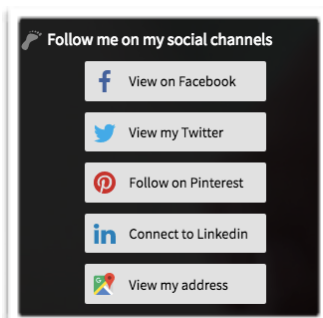 Follow me on my social channels
View on Facebook
View my Twitter
Follow on Pinterest
Connect to Linkedin
View my address